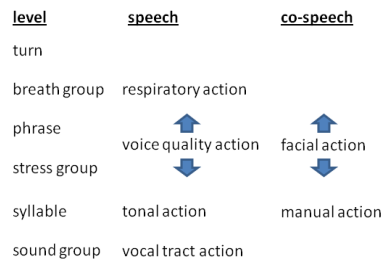 level speech co-speech
turn
breath group respiratory action
phrase
voice quality action facial action
stress group
syllable tonal action manual action
sound group vocal tract action